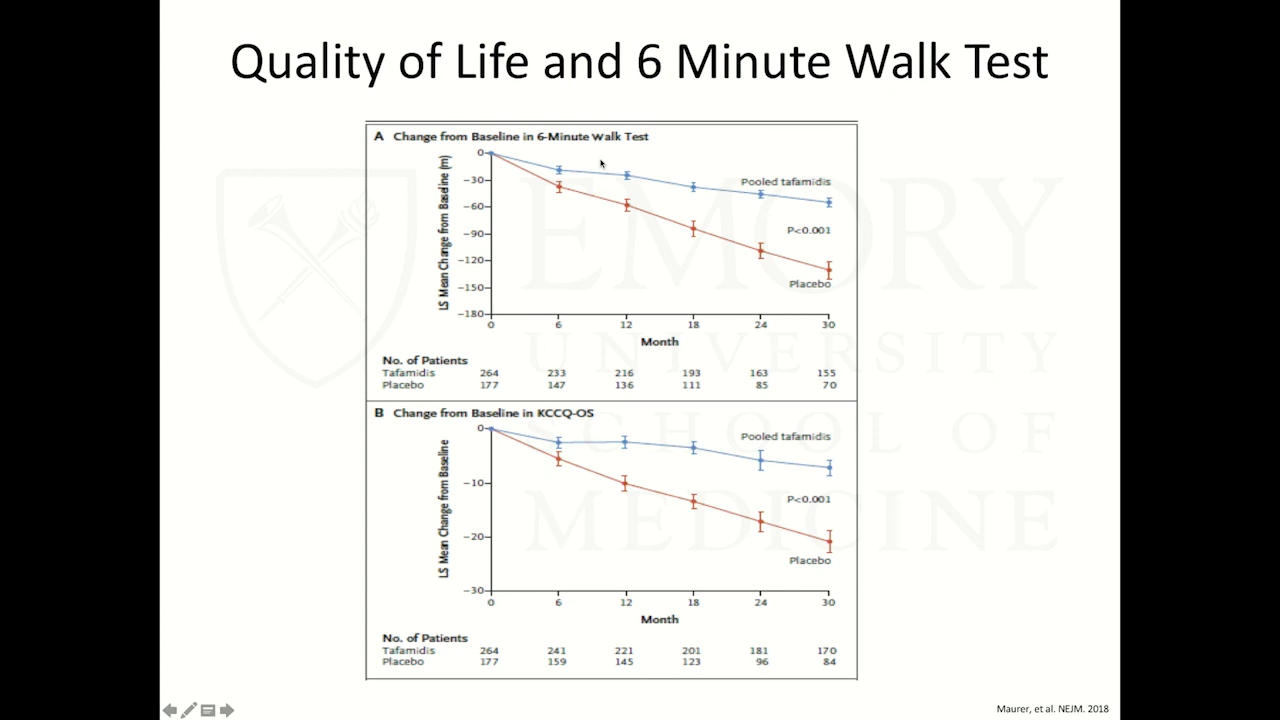 Quality of Life and 6 Minute Walk Test
A Change from Baseline in 6-Minute Walk Test
LS Mean Change from Baseline (m)
0
−30
−60
−90
−120
−150
−180
Pooled tafamidis
P<0.001
Placebo
0 6 12 18 24 30
Month
No. of Patients
Tafamidis 264 233 216 193 163 155
Placebo 177 147 136 111 85 70
B Change from Baseline in KCCQ-OS
LS Mean Change from Baseline
0
−10
−20
−30
Pooled tafamidis
P<0.001
Placebo
0 6 12 18 24 30
Month
No. of Patients
Tafamidis 264 241 221 201 181 170
Placebo 177 159 145 123 96 84
EMORY
UNIVERSITY
SCHOOL OF
MEDICINE
Maurer, et al. NEJM. 2018